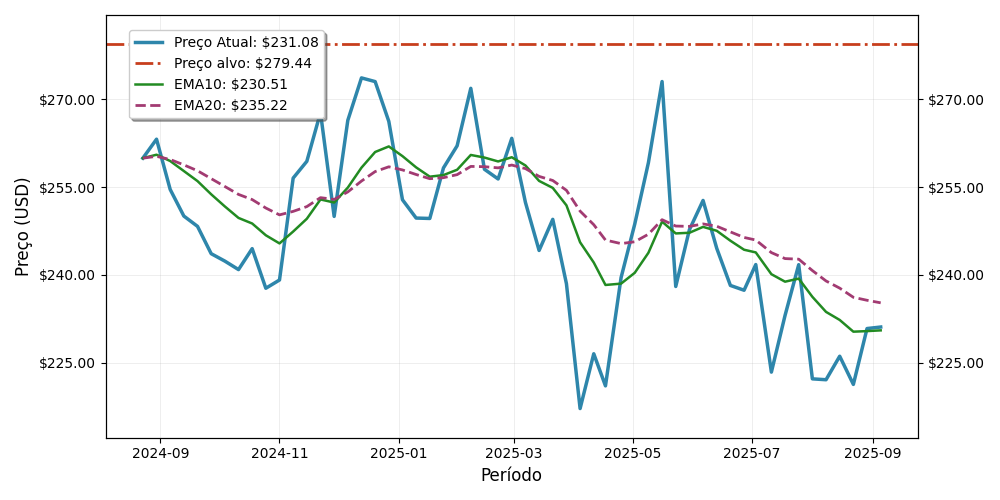 Preço Atual: $231.08
Preço alvo: $279.44
EMA10: $230.51
EMA20: $235.22
Preço (USD)
$270.00
$255.00
$240.00
$225.00
$270.00
$255.00
$240.00
$225.00
2024-09 2024-11 2025-01 2025-03 2025-05 2025-07 2025-09
Período